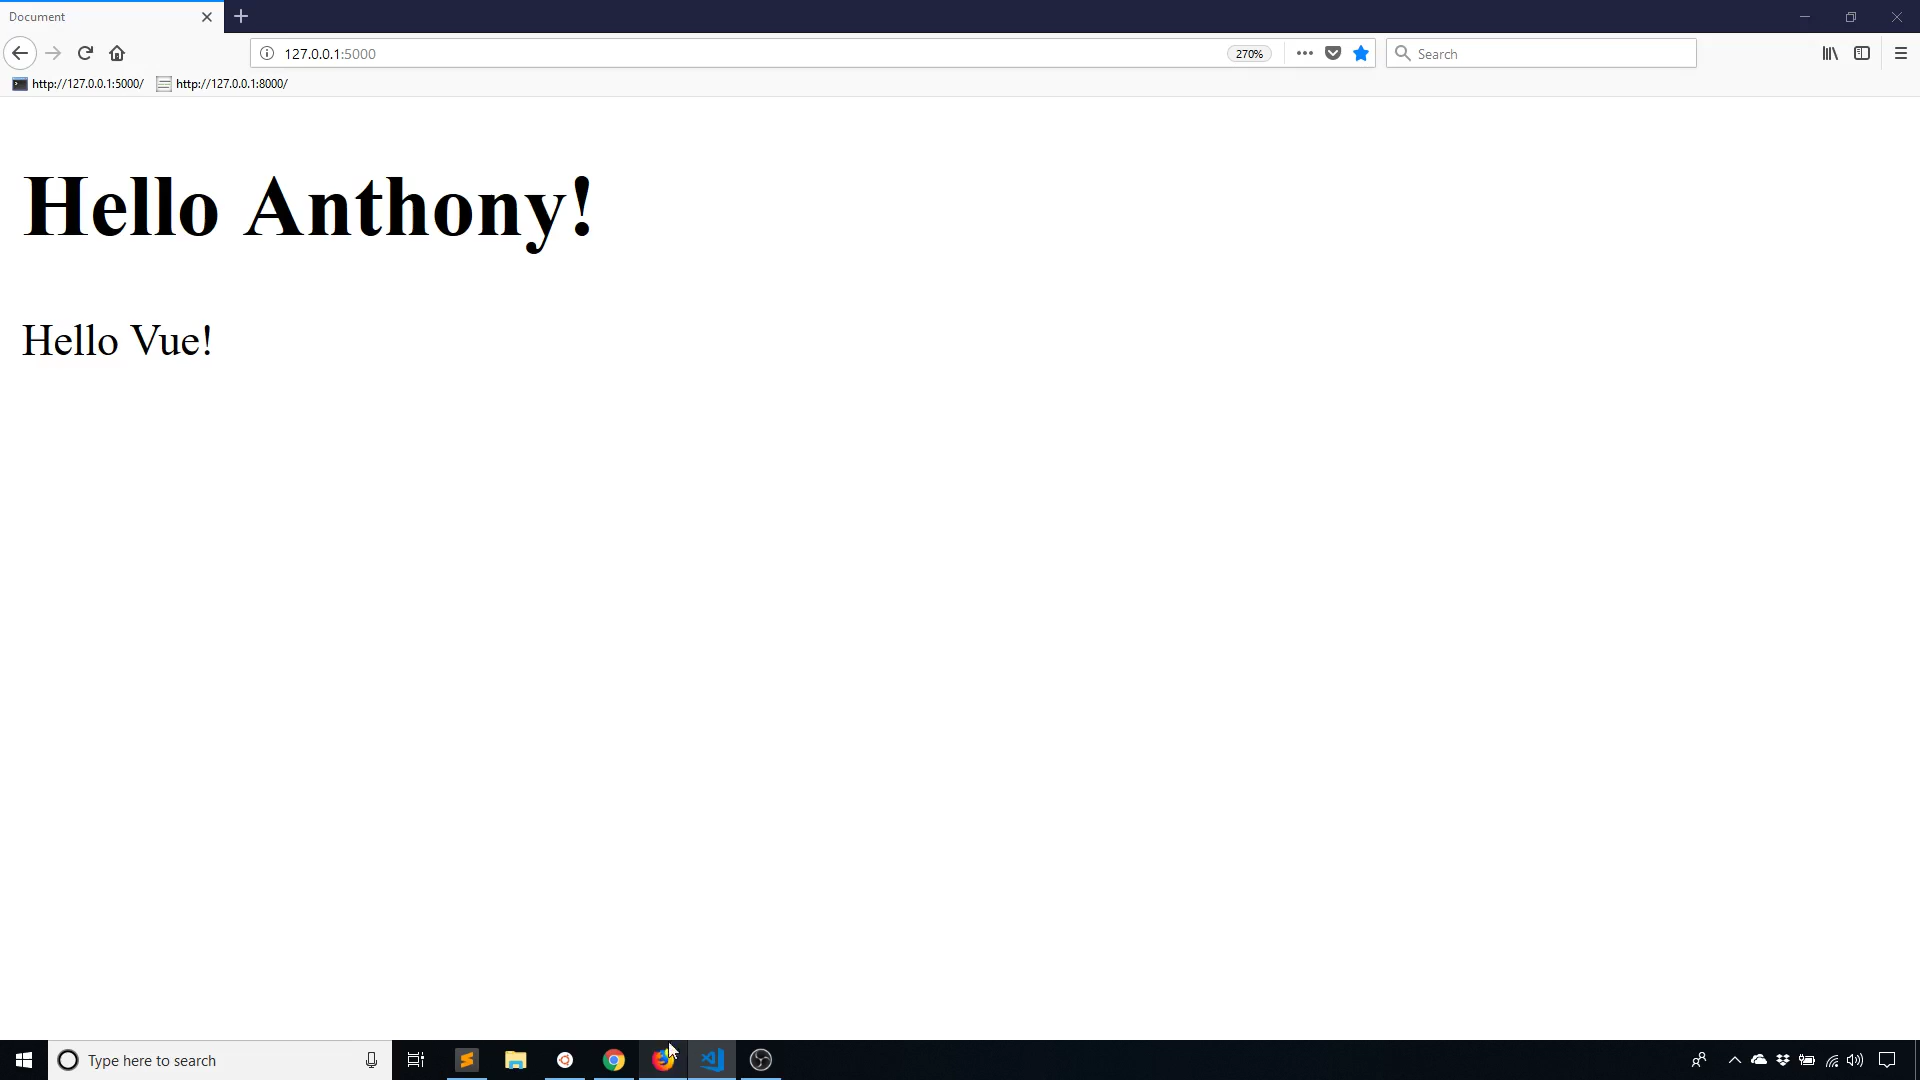 Document
127.0.0.1:5000
270%
Search
http://127.0.0.1:5000/
http://127.0.0.1:8000/
Hello Anthony!
Hello Vue!
Type here to search